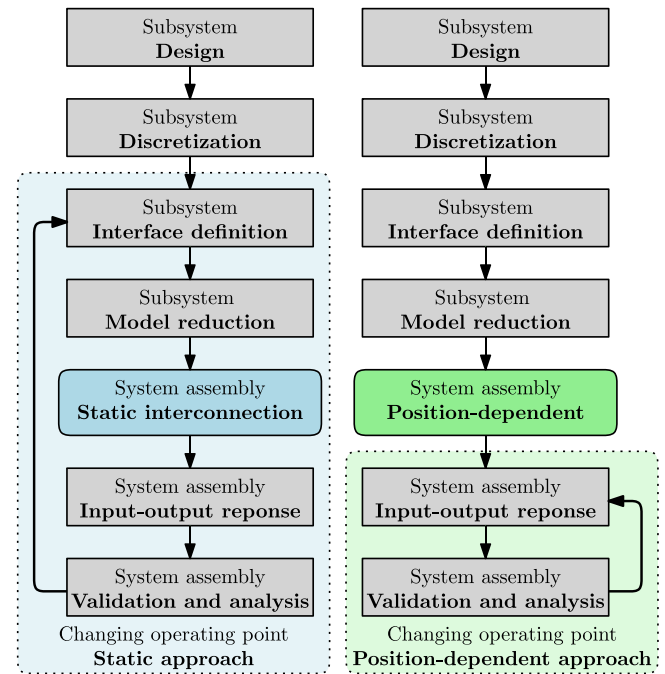 Subsystem
Design
Subsystem
Discretization
Subsystem
Interface definition
Subsystem
Model reduction
System assembly
Static interconnection
System assembly
Input-output reponse
System assembly
Validation and analysis
Changing operating point
Static approach
Subsystem
Design
Subsystem
Discretization
Subsystem
Interface definition
Subsystem
Model reduction
System assembly
Position-dependent
System assembly
Input-output reponse
System assembly
Validation and analysis
Changing operating point
Position-dependent approach